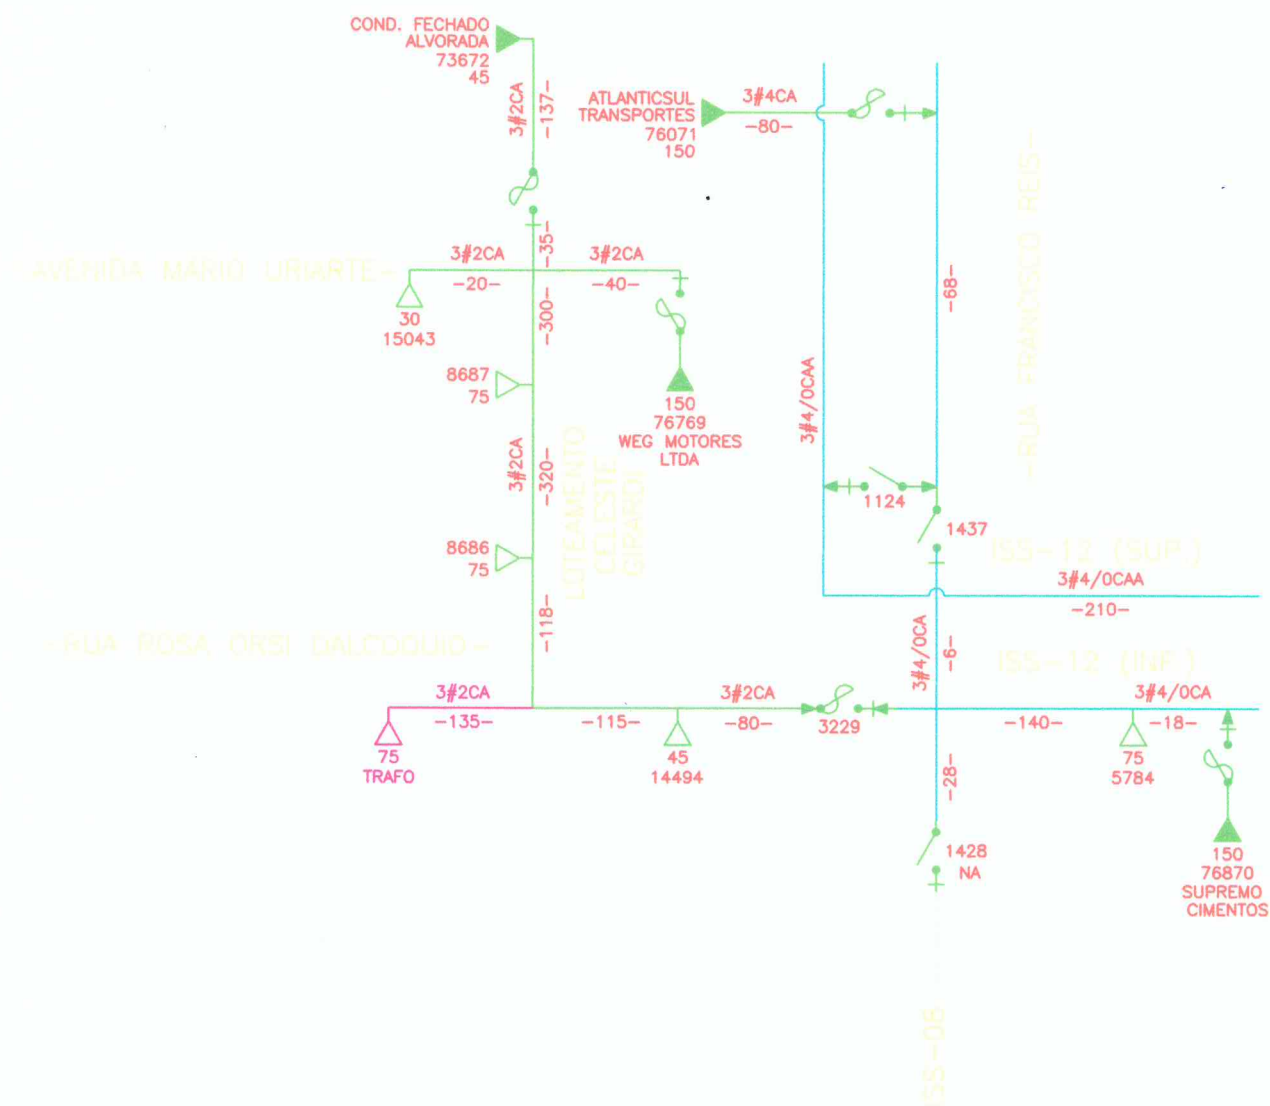 COND. FECHADO
ALVORADA
73672
45
3#2CA
-137-
ATLANTICSUL
TRANSPORTES
76071
150
3#4CA
-80-
-RUA FRANCISCO REIS-
-35-
AVENIDA MARIO URIARTE-
3#2CA
-20-
3#2CA
-40-
30
15043
-300-
-68-
8687
75
150
76769
WEG MOTORES
LTDA
3#4/0CAA
3#2CA
-320-
LOTEAMENTO
CELESTE
GIRARDI
1124
1437
8686
75
ISS-12 (SUP.)
3#4/0CAA
-210-
-118-
-RUA ROSA ORSI DALCOQUIO-
3#4/0CA
-6-
ISS-12 (INF.)
3#2CA
-135-
75
TRAFO
-115-
3#2CA
-80-
45
14494
3229
-140-
3#4/0CA
-18-
75
5784
-28-
1428
NA
150
76870
SUPREMO
CIMENTOS
ISS-08